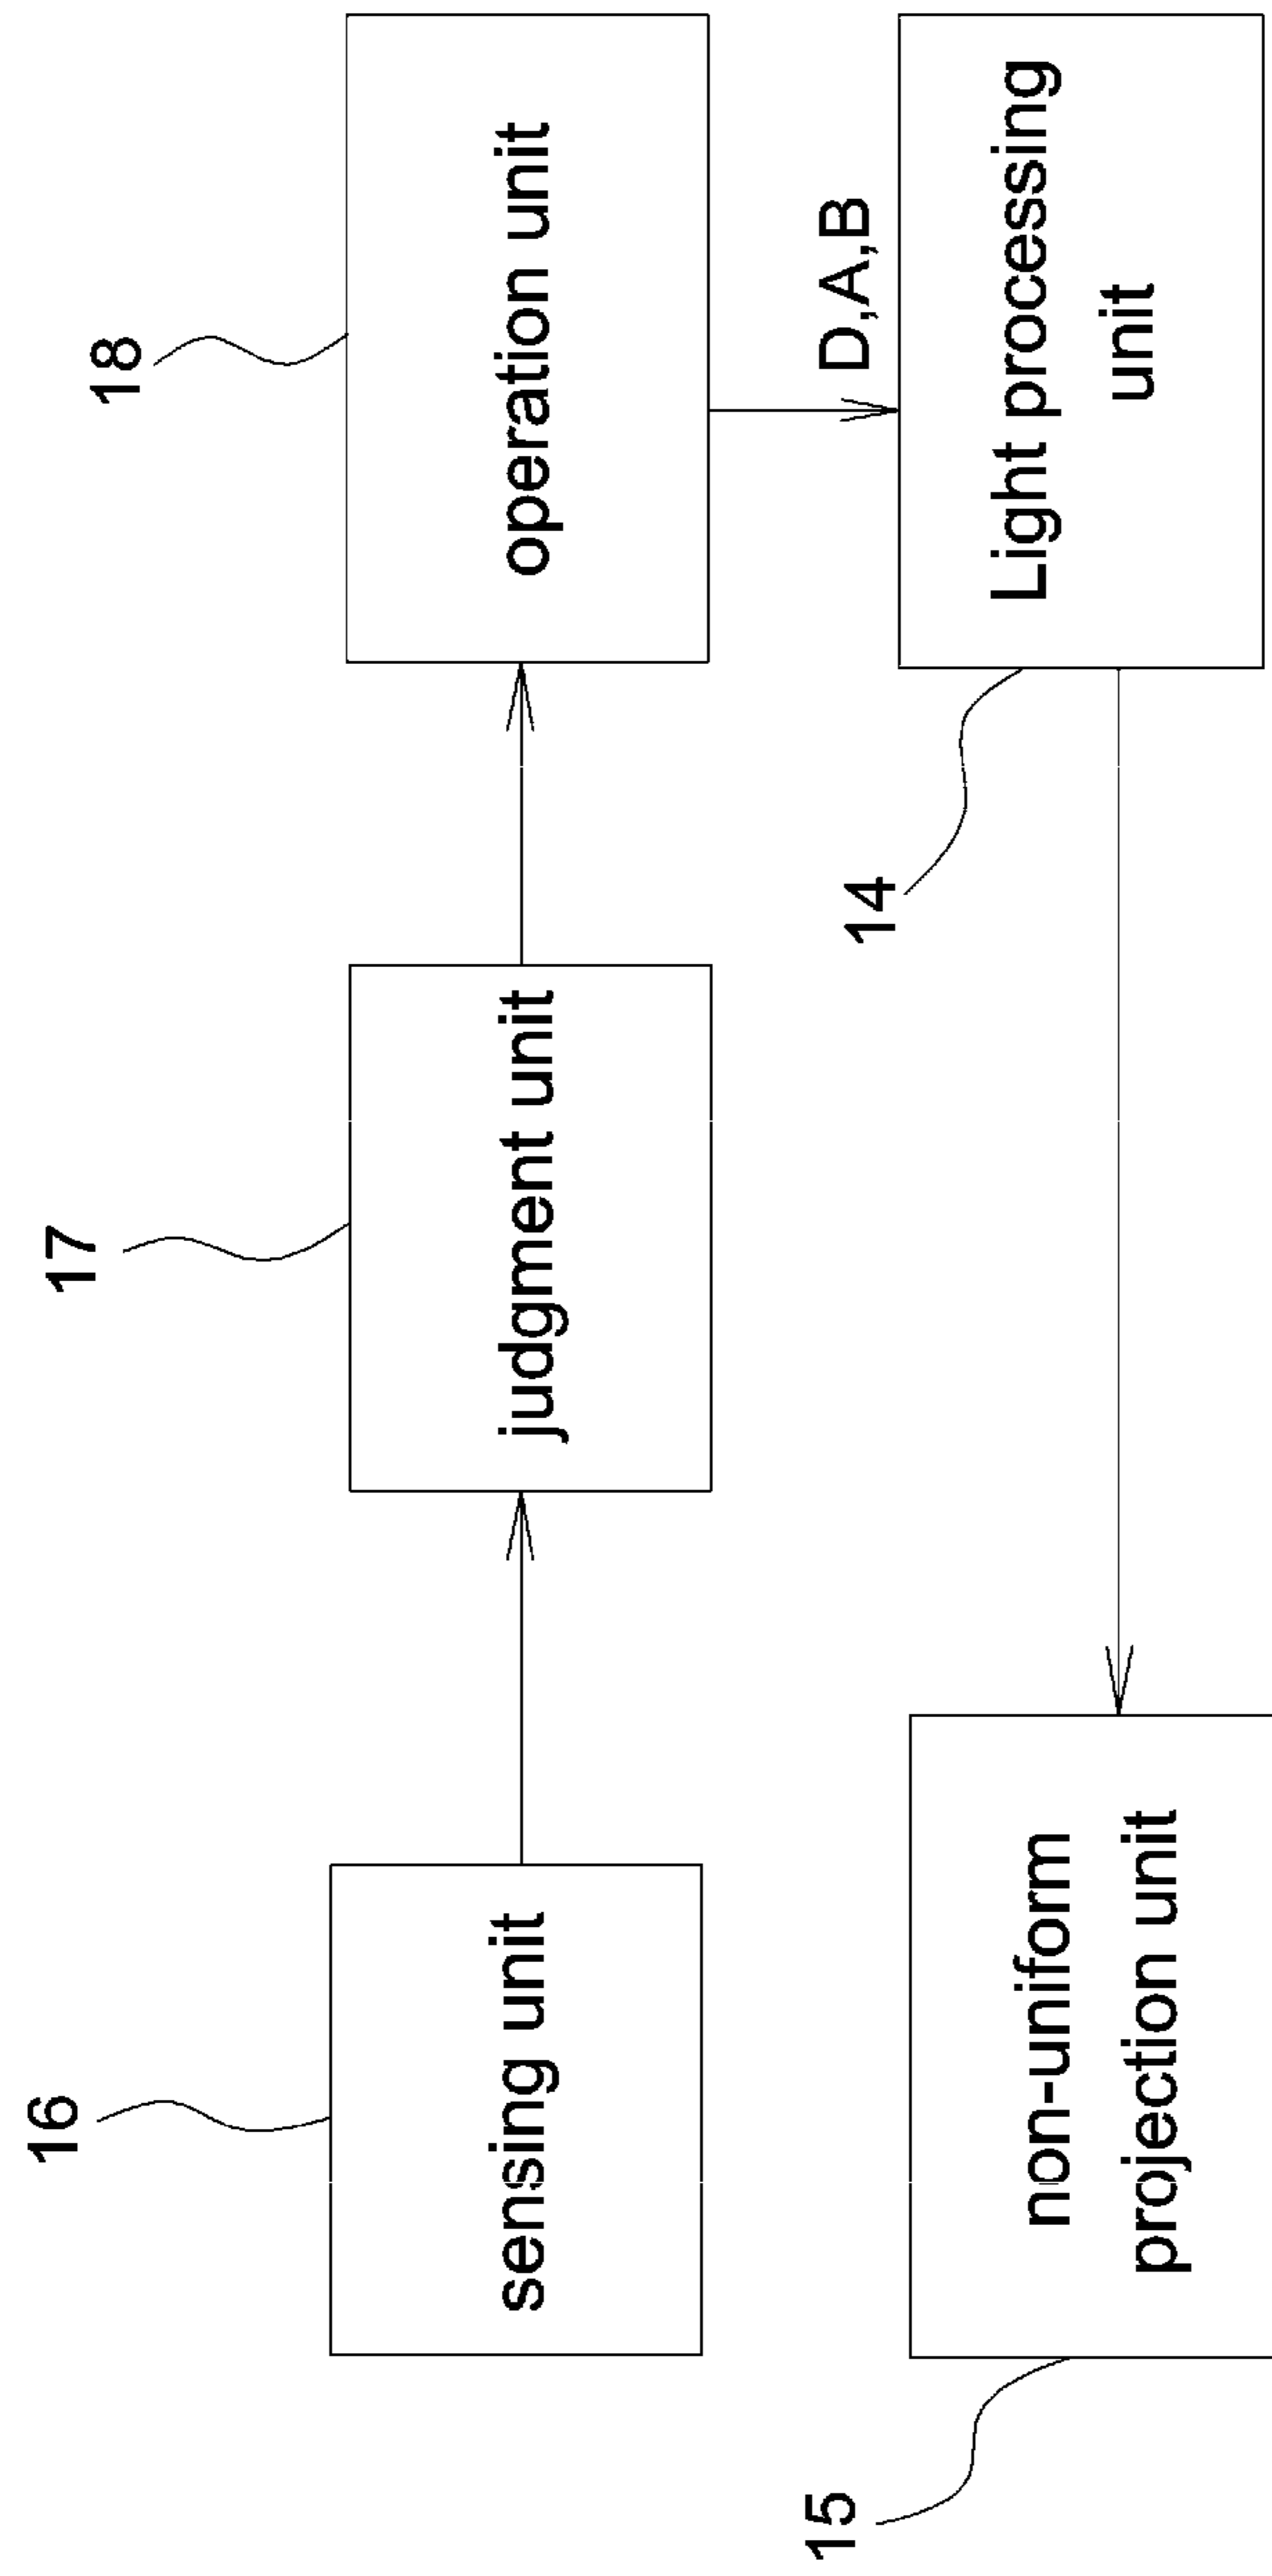 16
sensing unit
17
judgment unit
18
operation unit
D,A,B
14
Light processing
unit
15
non-uniform
projection unit